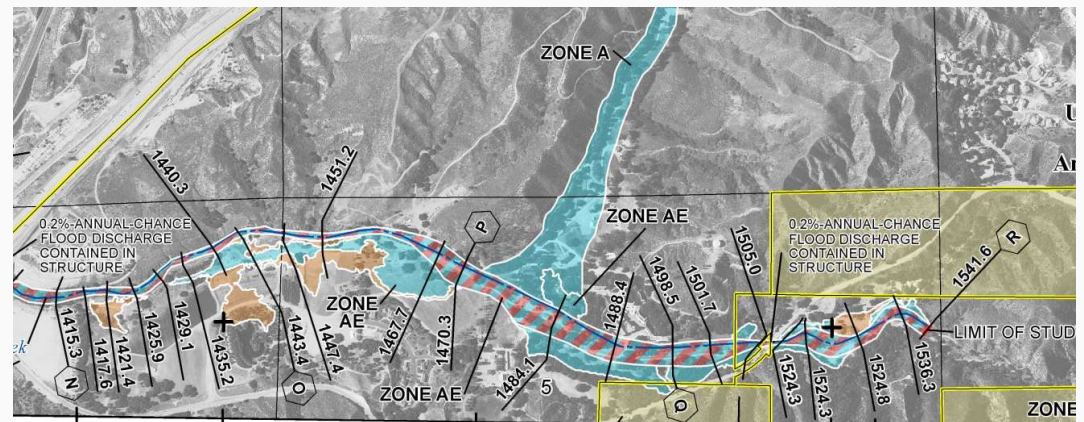 ZONE A
U
Ar
1440.3
1451.2
P
ZONE AE
0.2%-ANNUAL-CHANCE
FLOOD DISCHARGE
CONTAINED IN
STRUCTURE
1505.0
0.2%-ANNUAL-CHANCE
FLOOD DISCHARGE
CONTAINED IN
STRUCTURE
R
1541.6
1488.4
1498.5
1501.7
ek
1415.3
1417.6
1421.4
1425.9
1429.1
1435.2
1443.4
1447.4
ZONE
AE
1467.7
1470.3
1484.1
ZONE AE
5
N
O
Q
1524.3
1524.3
1524.8
1536.3
LIMIT OF STUD
ZONE